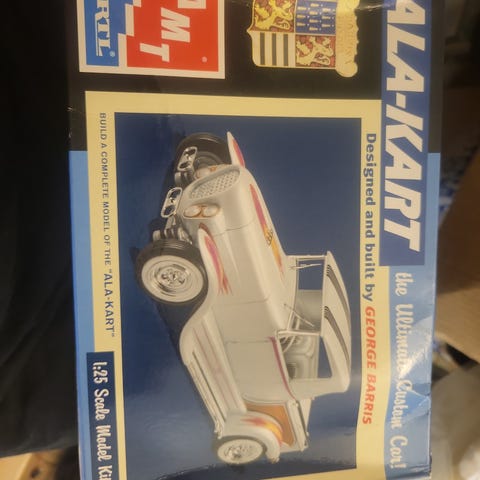 AMT
ERTL
ALA-KART
the Ultimate Custom Car!
Designed and built by GEORGE BARRIS
BUILD A COMPLETE MODEL OF THE "ALA-KART"
1:25 Scale Model Kit